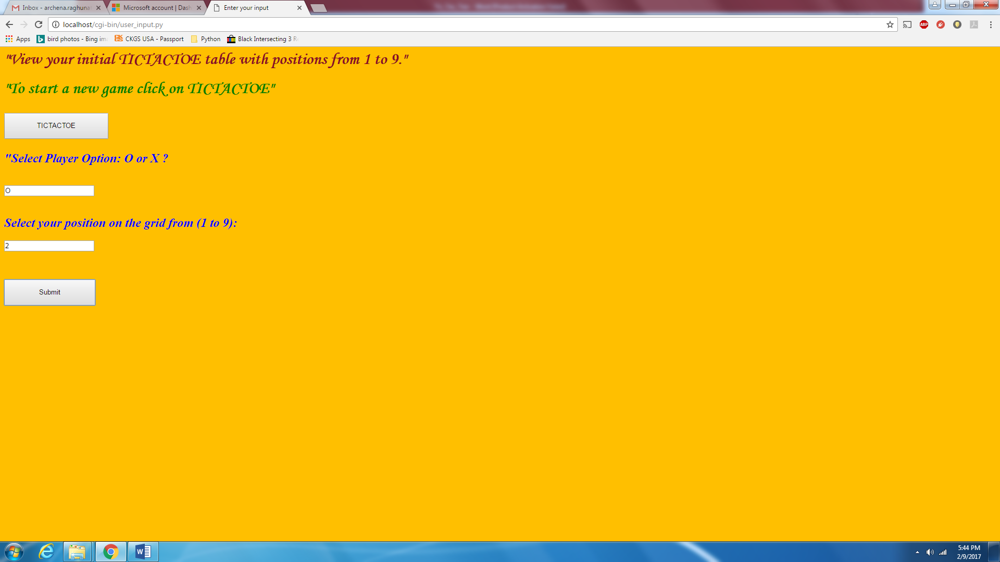 Inbox - archena.raghuna
Microsoft account | Dash
Enter your input
localhost/cgi-bin/user_input.py
ABP
Apps
bird photos - Bing im
CKGS USA - Passport
Python
Black Intersecting 3 R
"View your initial TICTACTOE table with positions from 1 to 9."
"To start a new game click on TICTACTOE"
TICTACTOE
"Select Player Option: O or X ?
O
Select your position on the grid from (1 to 9):
2
Submit
5:44 PM
2/9/2017